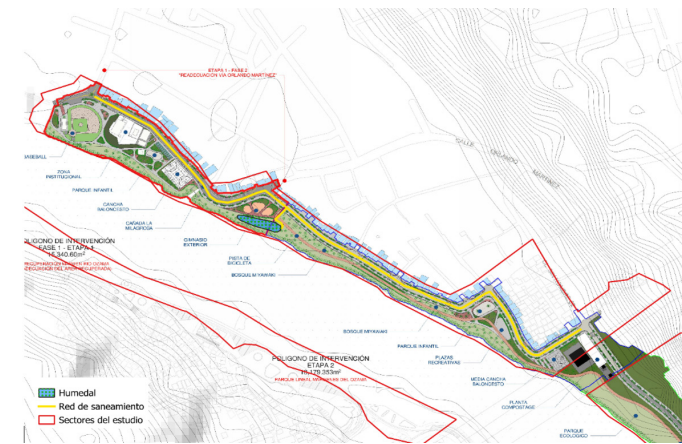 ETAPA 1 - FASE 2
"READECUACIÓN VÍA ORLANDO MARTÍNEZ"
CALLE ORLANDO MARTINEZ
BASEBALL
ZONA
INSTITUCIONAL
PARQUE INFANTIL
CANCHA
BALONCESTO
CAÑADA LA
MILAGROSA
GIMNASIO
EXTERIOR
PISTA DE
BICICLETA
BOSQUE MIYAWAKI
POLIGONO DE INTERVENCIÓN
FASE 1 - ETAPA 1
BOSQUE MIYAWAKI
PARQUE INFANTIL
PLAZAS
RECREATIVAS
MEDIA CANCHA
BALONCESTO
PLANTA
COMPOSTAJE
PARQUE
ECOLÓGICO
POLIGONO DE INTERVENCIÓN
ETAPA 2
Humedal
Red de saneamiento
Sectores del estudio